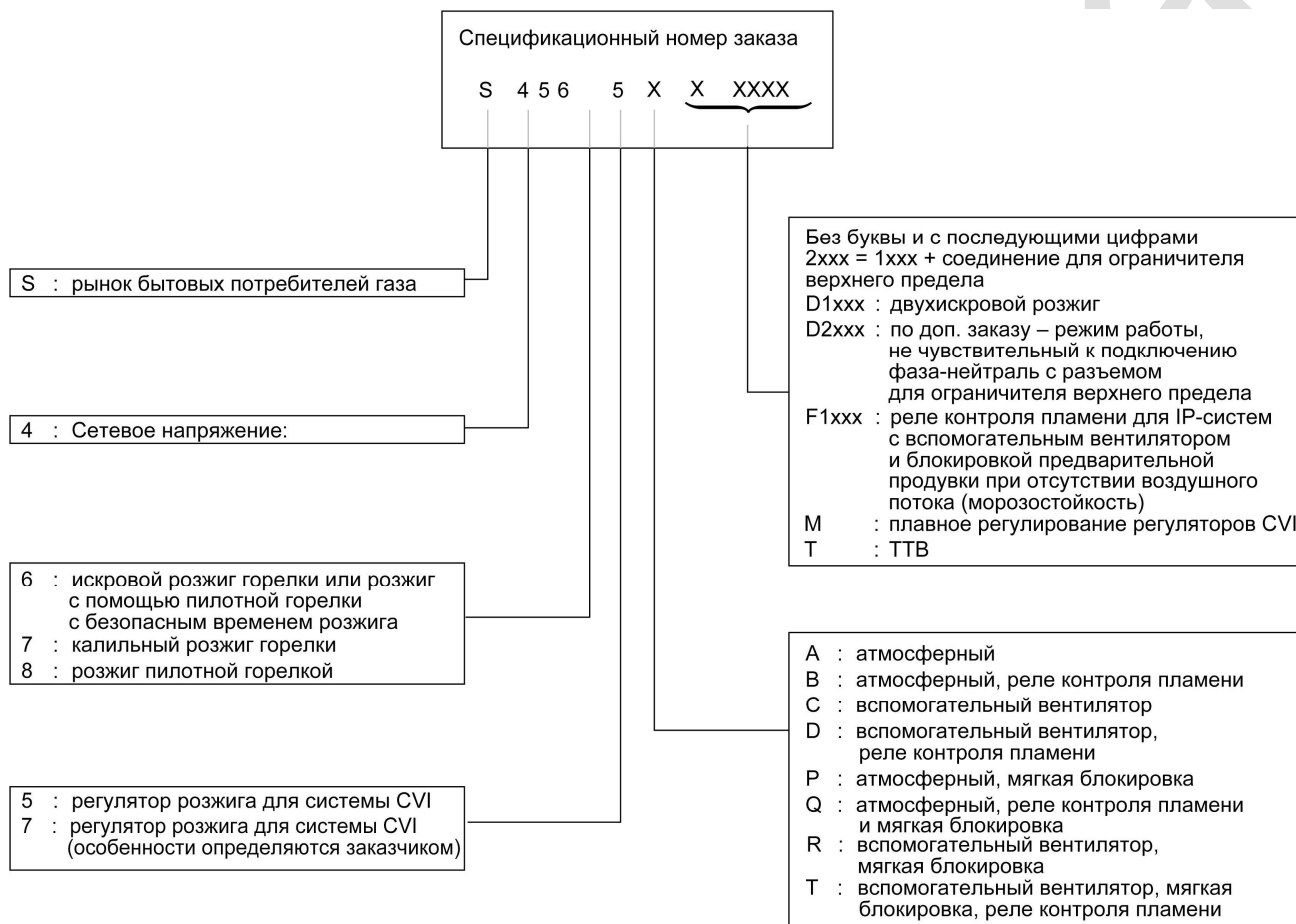 Спецификационный номер заказа
S 4 5 6 5 X X XXXX
S : рынок бытовых потребителей газа
4 : Сетевое напряжение:
6 : искровой розжиг горелки или розжиг
с помощью пилотной горелки
с безопасным временем розжига
7 : калильный розжиг горелки
8 : розжиг пилотной горелкой
5 : регулятор розжига для системы CVI
7 : регулятор розжига для системы CVI
(особенности определяются заказчиком)
Без буквы и с последующими цифрами
2xxx = 1xxx + соединение для ограничителя
верхнего предела
D1xxx : двухискровой розжиг
D2xxx : по доп. заказу – режим работы,
не чувствительный к подключению
фаза-нейтраль с разъемом
для ограничителя верхнего предела
F1xxx : реле контроля пламени для IP-систем
с вспомогательным вентилятором
и блокировкой предварительной
продувки при отсутствии воздушного
потока (морозостойкость)
M : плавное регулирование регуляторов CVI
T : TTB
A : атмосферный
B : атмосферный, реле контроля пламени
C : вспомогательный вентилятор
D : вспомогательный вентилятор,
реле контроля пламени
P : атмосферный, мягкая блокировка
Q : атмосферный, реле контроля пламени
и мягкая блокировка
R : вспомогательный вентилятор,
мягкая блокировка
T : вспомогательный вентилятор, мягкая
блокировка, реле контроля пламени